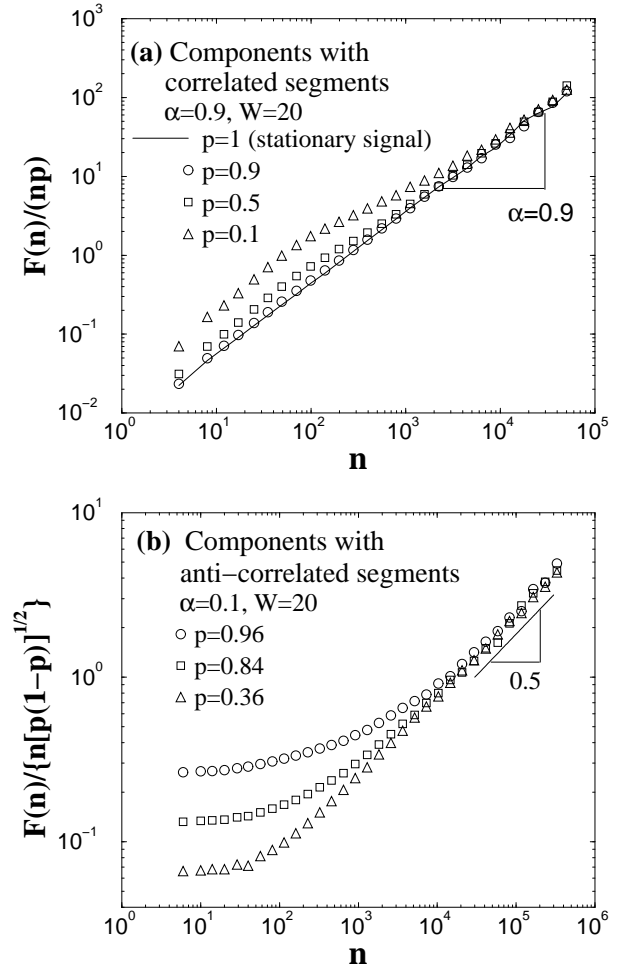 (a) Components with
correlated segments
α=0.9, W=20
p=1 (stationary signal)
p=0.9
p=0.5
p=0.1
α=0.9
10^3
10^2
10^1
10^0
10^-1
10^-2
F(n)/(np)
10^0 10^1 10^2 10^3 10^4 10^5
n
(b) Components with
anti−correlated segments
α=0.1, W=20
p=0.96
p=0.84
p=0.36
0.5
10^1
10^0
10^-1
F(n)/{n[p(1−p)]^1/2}
10^0 10^1 10^2 10^3 10^4 10^5 10^6
n